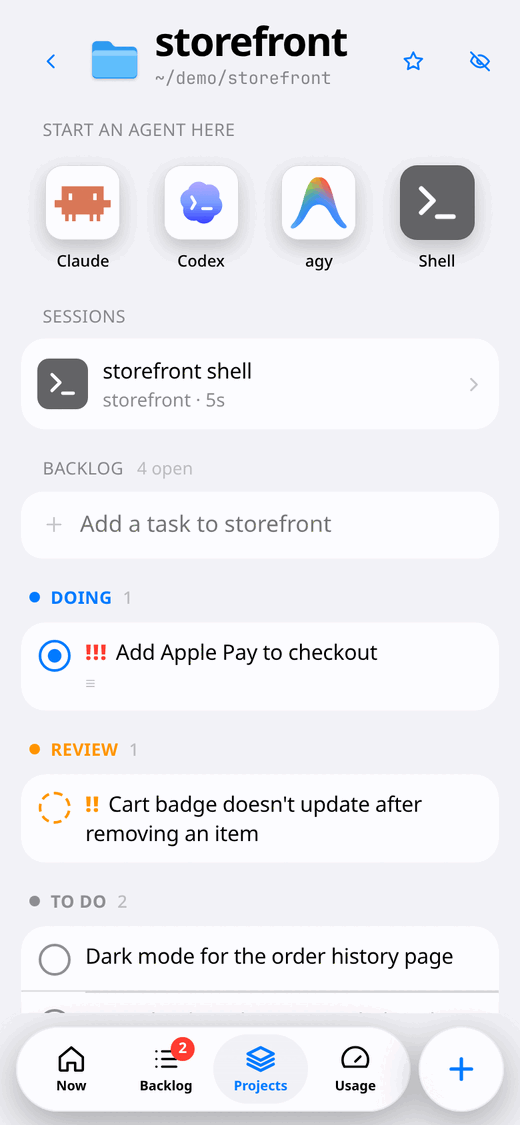 storefront
~/demo/storefront
START AN AGENT HERE
Claude
Codex
agy
Shell
SESSIONS
storefront shell
storefront · 5s
BACKLOG 4 open
+ Add a task to storefront
DOING 1
!!! Add Apple Pay to checkout
REVIEW 1
!! Cart badge doesn't update after
removing an item
TO DO 2
Dark mode for the order history page
2
Now
Backlog
Projects
Usage